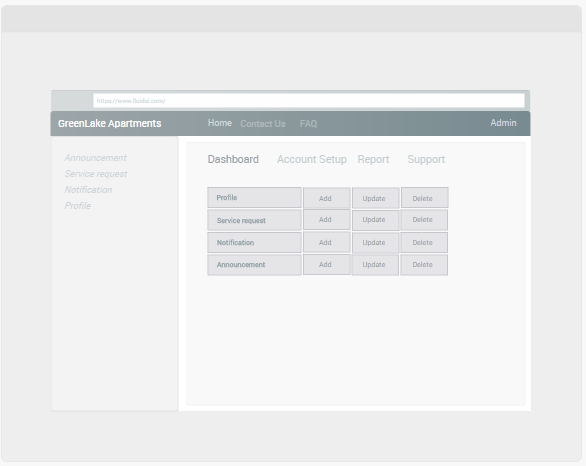 https://www.fluidui.com/
GreenLake Apartments Home Contact Us FAQ Admin
Announcement
Service request
Notification
Profile
Dashboard Account Setup Report Support
Profile Add Update Delete
Service request Add Update Delete
Notification Add Update Delete
Announcement Add Update Delete